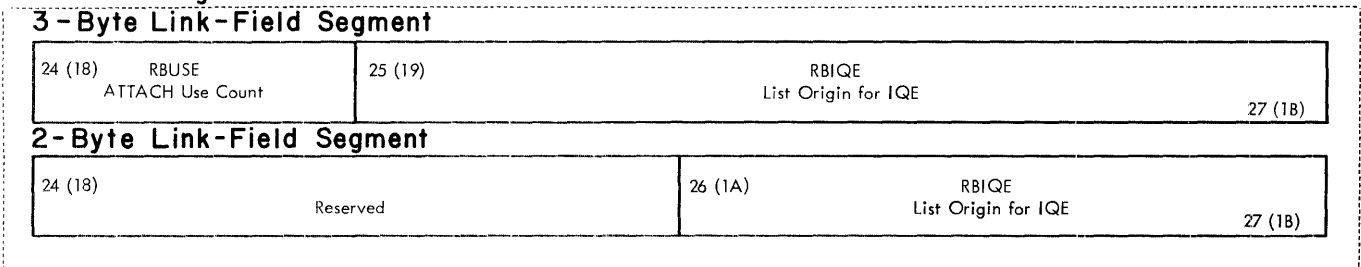 3-Byte Link-Field Segment
24 (18) RBUSE
ATTACH Use Count
25 (19) RBIQE
List Origin for IQE
27 (1B)
2-Byte Link-Field Segment
24 (18)
Reserved
26 (1A) RBIQE
List Origin for IQE
27 (1B)